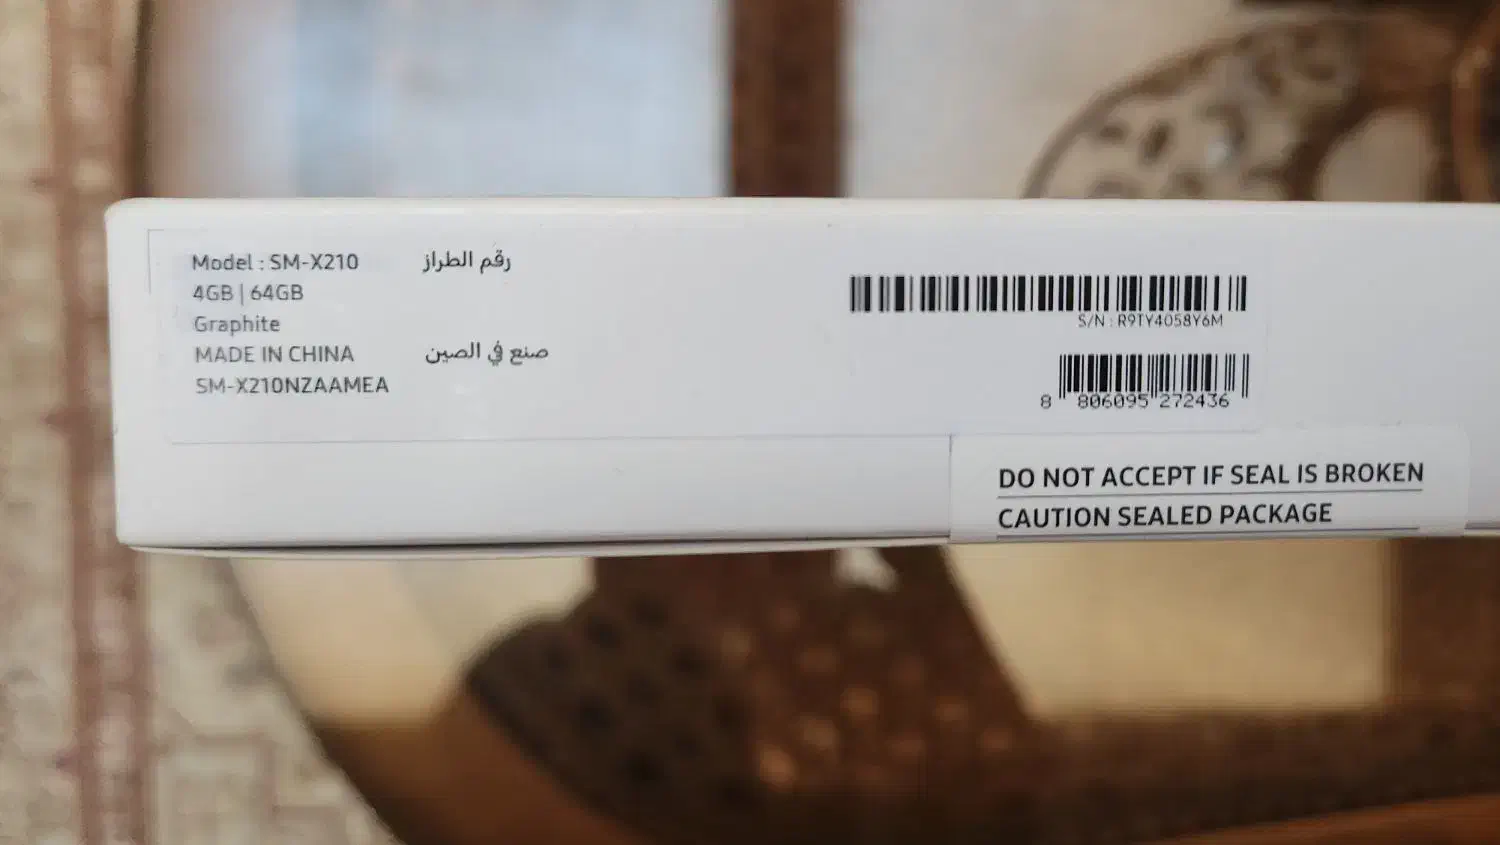 Model : SM-X210 رقم الطراز
4GB | 64GB
Graphite
MADE IN CHINA صنع في الصين
SM-X210NZAAMEA
S/N : R9TY4058Y6M
8 806095 272436
DO NOT ACCEPT IF SEAL IS BROKEN
CAUTION SEALED PACKAGE